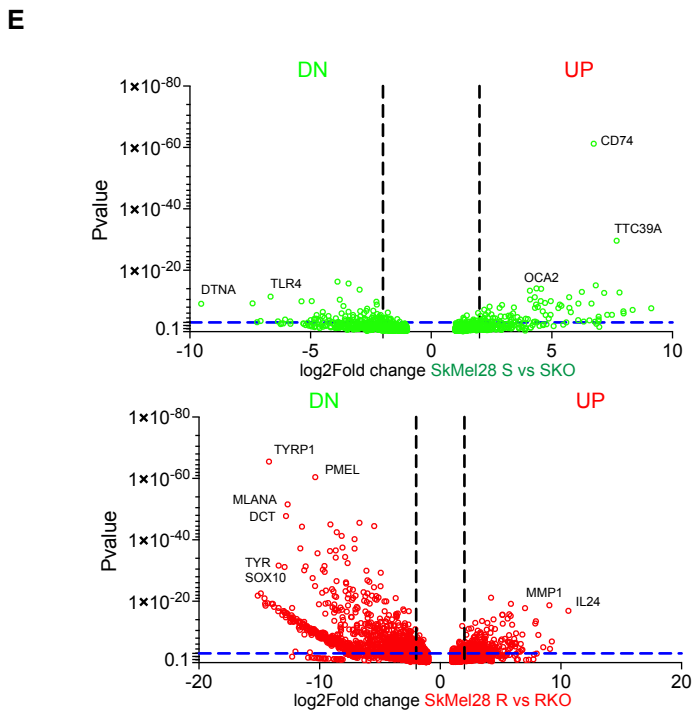 E
DN UP
1×10-80
1×10-60
1×10-40
1×10-20
0.1
Pvalue
CD74
TTC39A
OCA2
TLR4
DTNA
-10 -5 0 5 10
log2Fold change SkMel28 S vs SKO
DN UP
1×10-80
1×10-60
1×10-40
1×10-20
0.1
Pvalue
TYRP1
PMEL
MLANA
DCT
TYR
SOX10
MMP1
IL24
-20 -10 0 10 20
log2Fold change SkMel28 R vs RKO